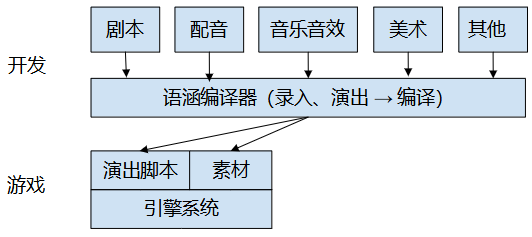 剧本 配音 音乐音效 美术 其他
开发
语涵编译器（录入、演出 → 编译）
演出脚本 素材
游戏
引擎系统